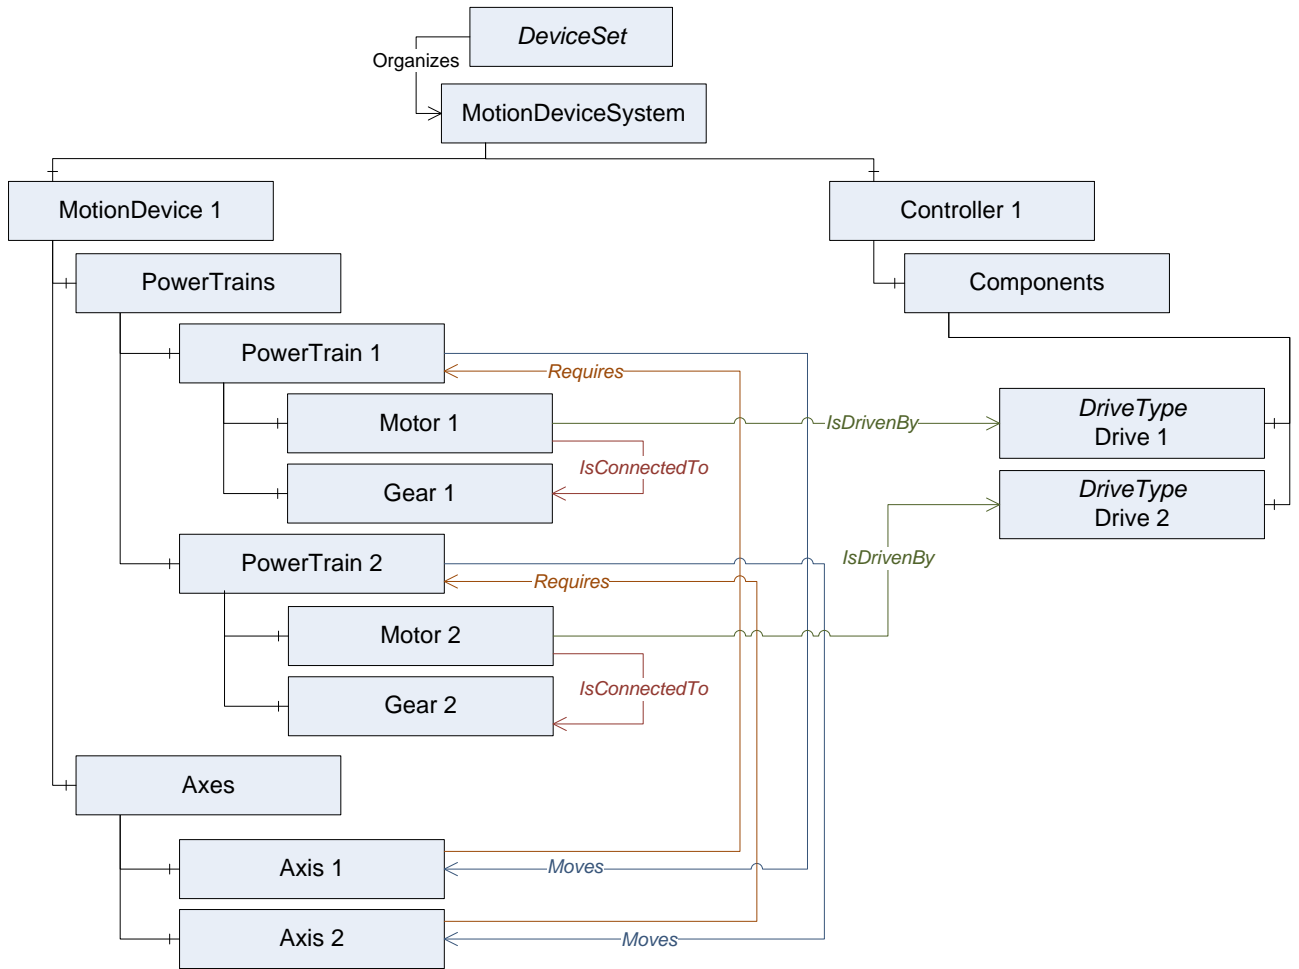 DeviceSet
Organizes
MotionDeviceSystem
MotionDevice 1
Controller 1
PowerTrains
Components
PowerTrain 1
Requires
Motor 1
IsDrivenBy
DriveType
Drive 1
IsConnectedTo
Gear 1
DriveType
Drive 2
PowerTrain 2
IsDrivenBy
Requires
Motor 2
IsConnectedTo
Gear 2
Axes
Axis 1
Moves
Axis 2
Moves